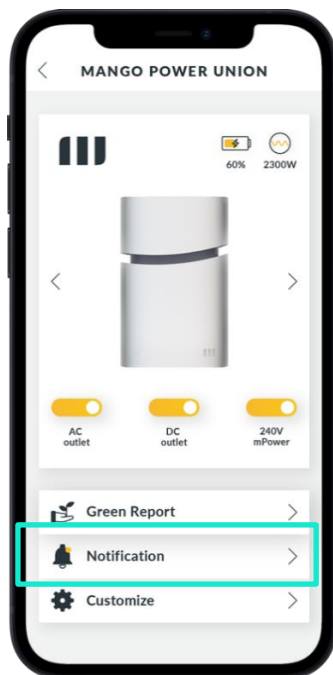 MANGO POWER UNION
60% 2300W
AC DC 240V
outlet outlet mPower
Green Report
Notification
Customize